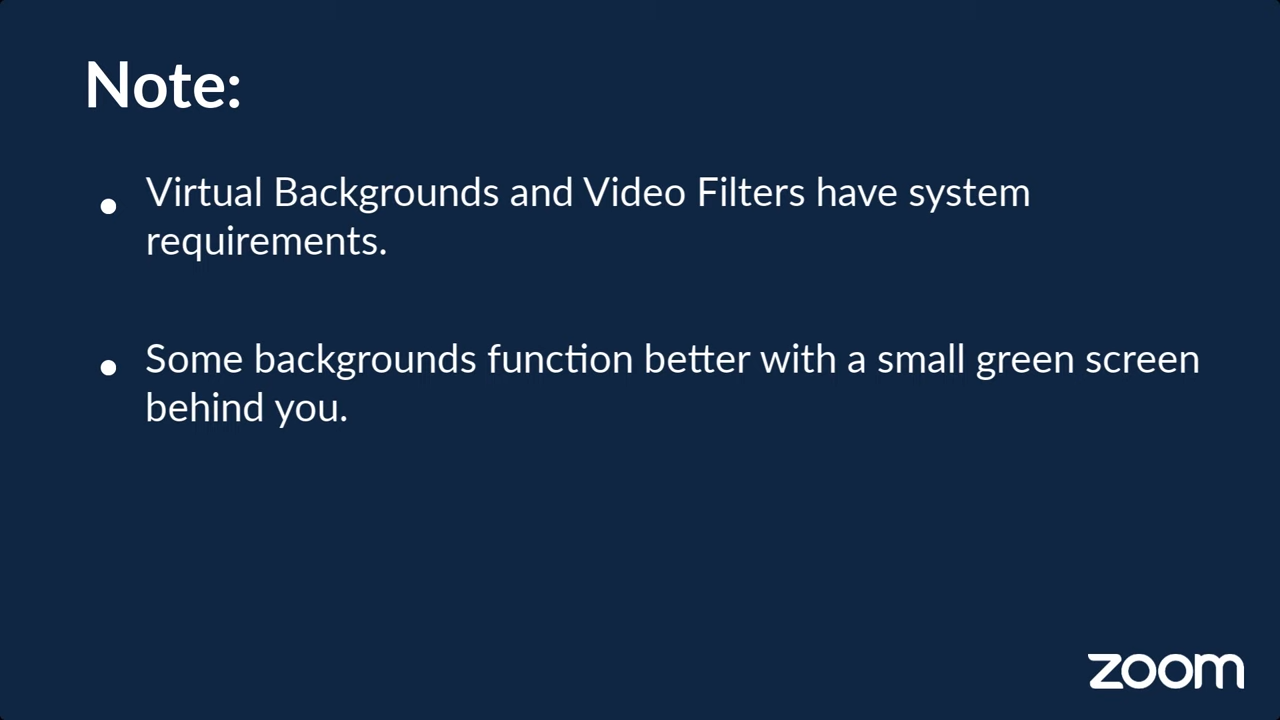 Note:
• Virtual Backgrounds and Video Filters have system
requirements.
• Some backgrounds function better with a small green screen
behind you.
zoom